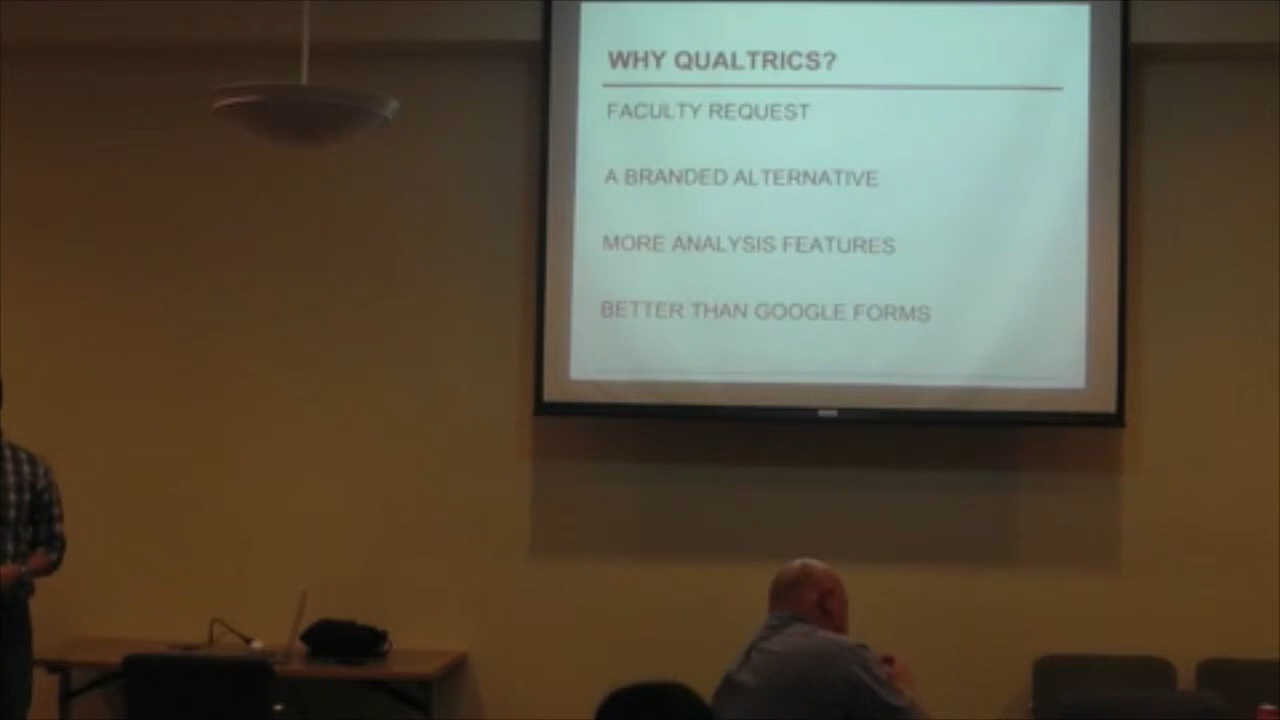 WHY QUALTRICS?
FACULTY REQUEST
A BRANDED ALTERNATIVE
MORE ANALYSIS FEATURES
BETTER THAN GOOGLE FORMS